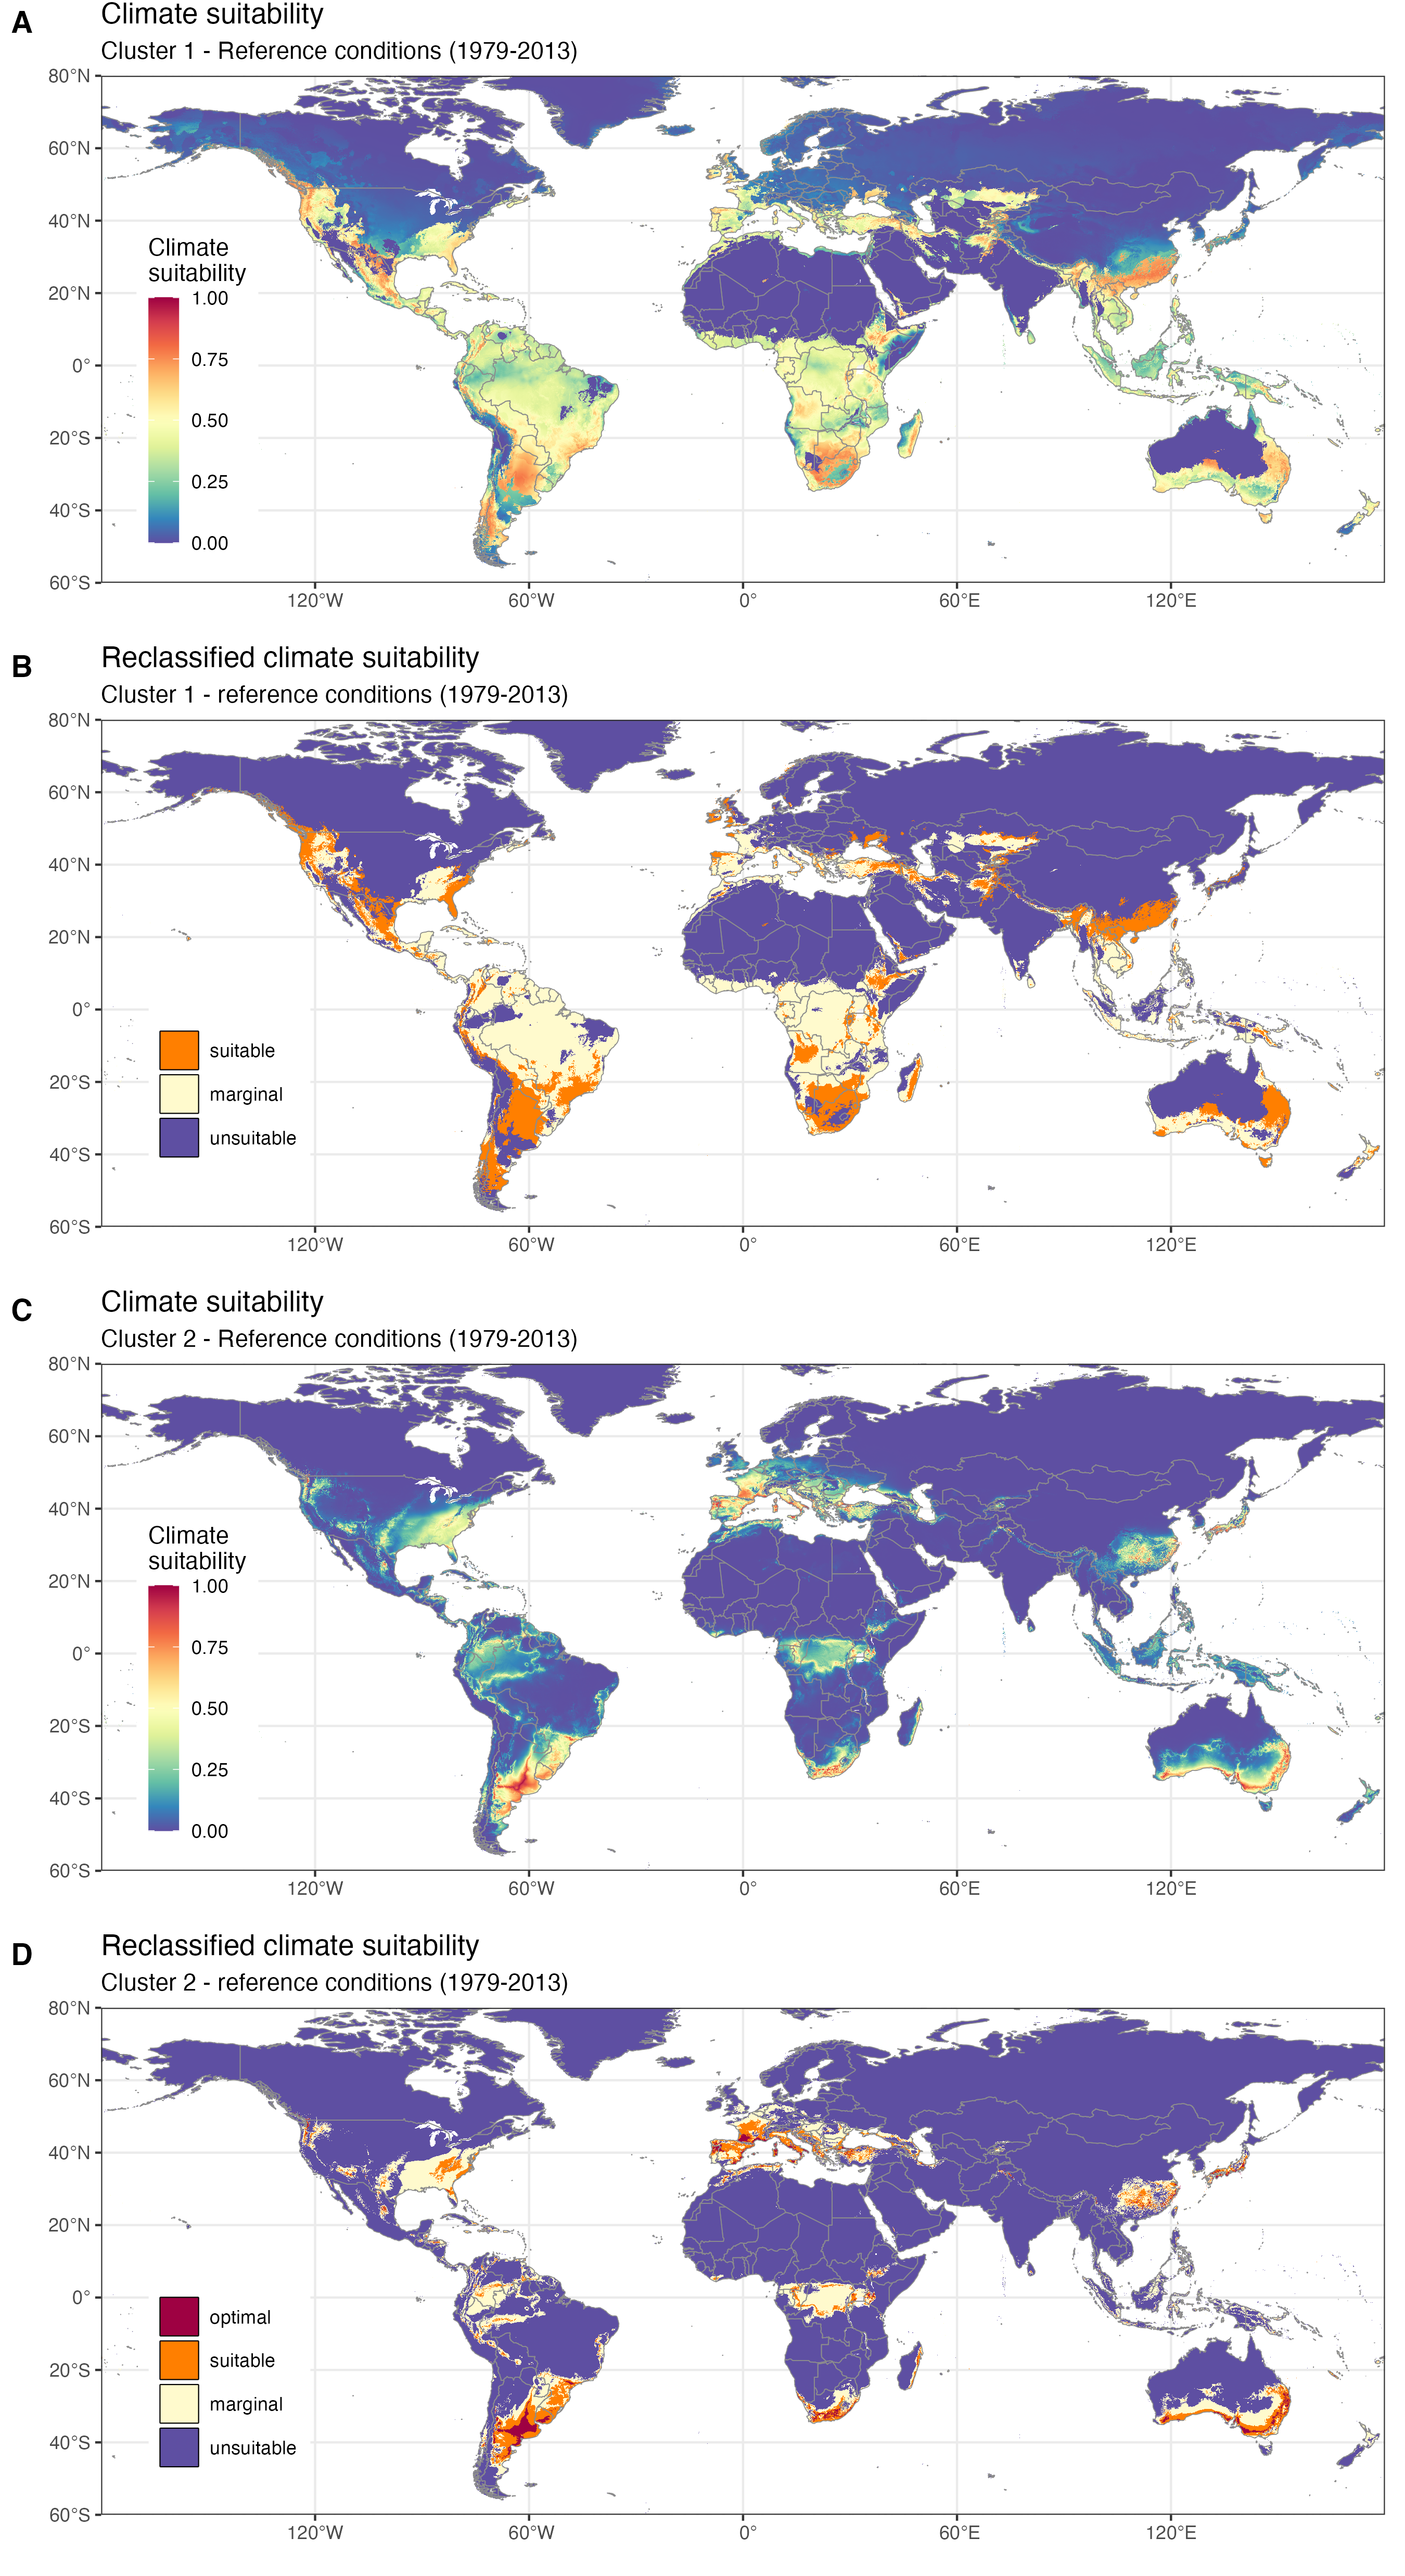 A
Climate suitability
Cluster 1 - Reference conditions (1979-2013)
80°N
60°N
40°N
20°N
0°
20°S
40°S
60°S
Climate
suitability
1.00
0.75
0.50
0.25
0.00
120°W 60°W 0 60°E 120°E
B
Reclassified climate suitability
Cluster 1 - reference conditions (1979-2013)
80°N
60°N
40°N
20°N
0°
20°S
40°S
60°S
suitable
marginal
unsuitable
120°W 60°W 0 60°E 120°E
C
Climate suitability
Cluster 2 - Reference conditions (1979-2013)
80°N
60°N
40°N
20°N
0°
20°S
40°S
60°S
Climate
suitability
1.00
0.75
0.50
0.25
0.00
120°W 60°W 0 60°E 120°E
D
Reclassified climate suitability
Cluster 2 - reference conditions (1979-2013)
80°N
60°N
40°N
20°N
0°
20°S
40°S
60°S
optimal
suitable
marginal
unsuitable
120°W 60°W 0 60°E 120°E